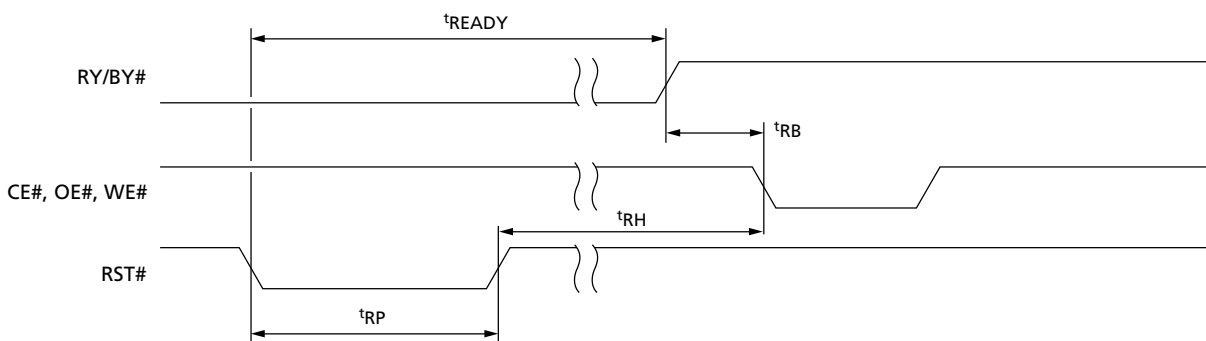 tREADY
RY/BY#
tRB
CE#, OE#, WE#
tRH
RST#
tRP